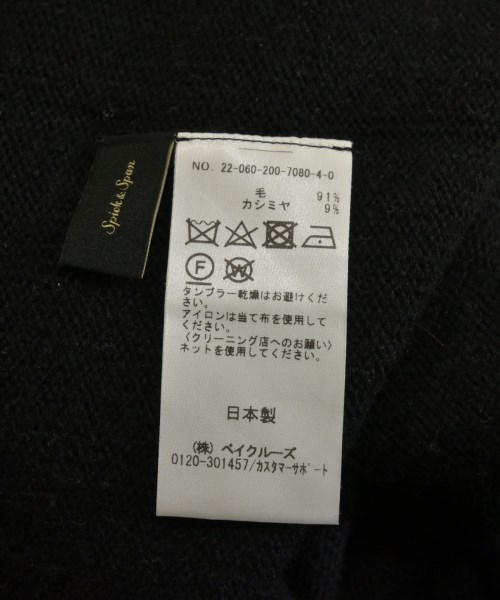 Spick & Span
NO. 22-060-200-7080-4-0
毛 91%
カシミヤ 9%
F W
タンブラー乾燥はお避けくだ
さい。
アイロンは当て布を使用して
ください。
〈クリーニング店へのお願い〉
ネットを使用してください。
日本製
(株) ベイクルーズ
0120-301457/カスタマーサポート